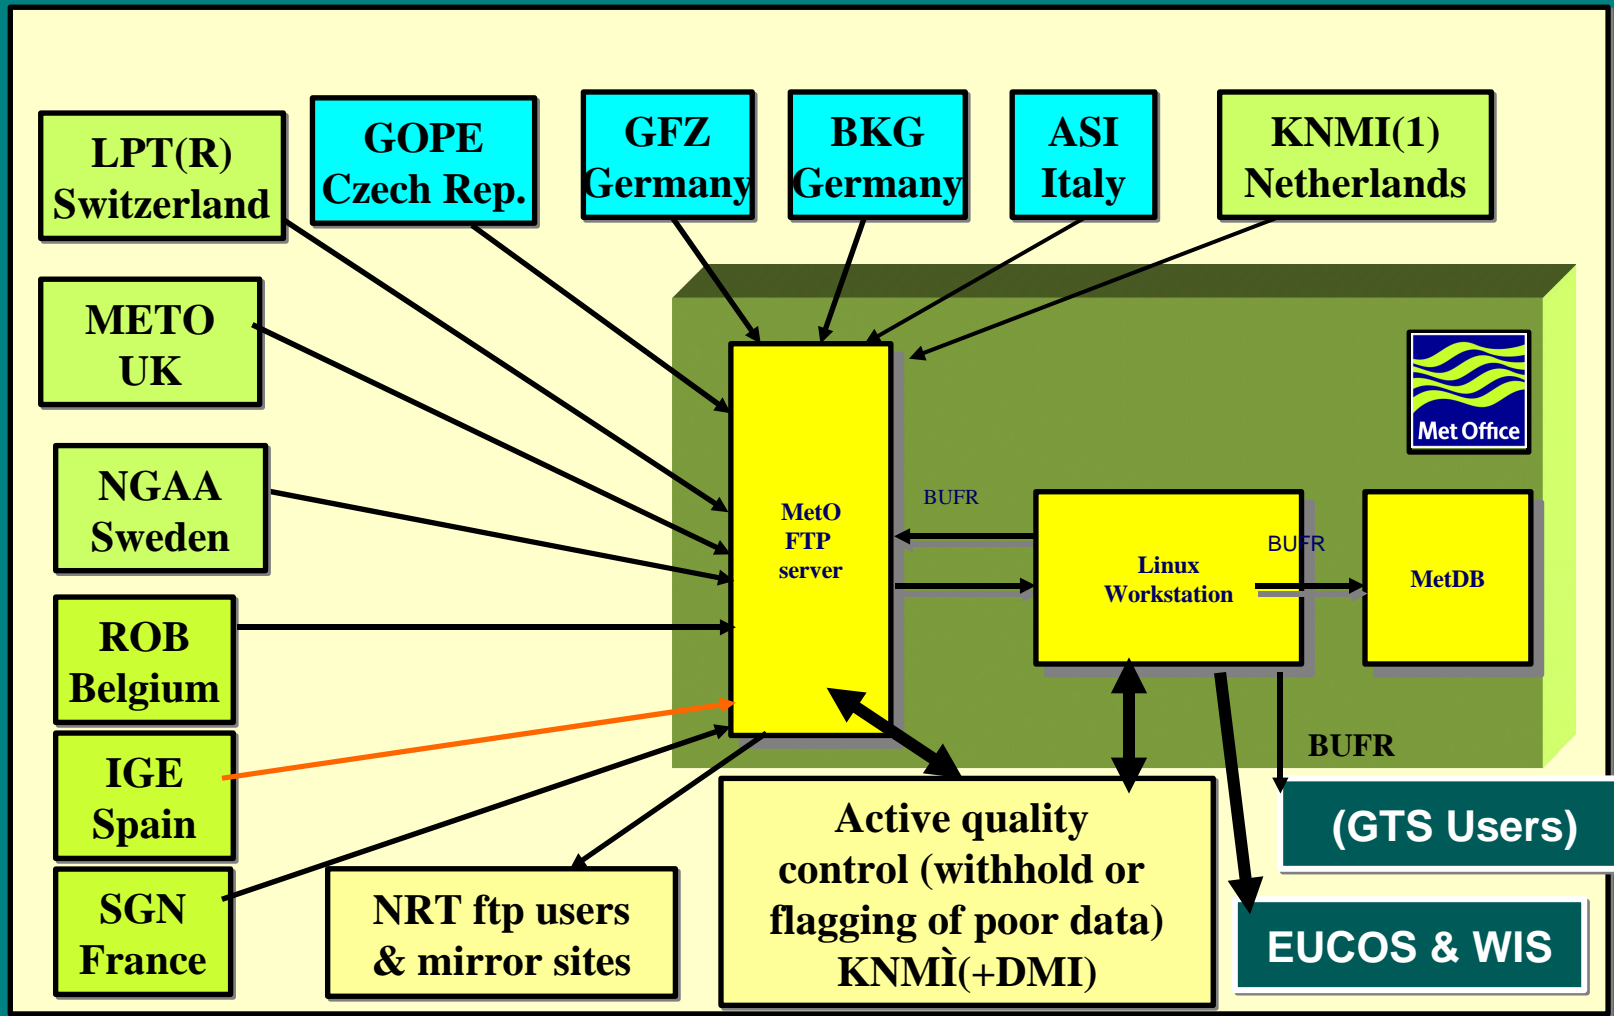 LPT(R)
Switzerland
GOPE
Czech Rep.
GFZ
Germany
BKG
Germany
ASI
Italy
KNMI(1)
Netherlands
METO
UK
Met Office
NGAA
Sweden
MetO
FTP
server
BUFR
Linux
Workstation
BUFR
MetDB
ROB
Belgium
IGE
Spain
SGN
France
NRT ftp users
& mirror sites
Active quality
control (withhold or
flagging of poor data)
KNMÌ(+DMI)
BUFR
(GTS Users)
EUCOS & WIS